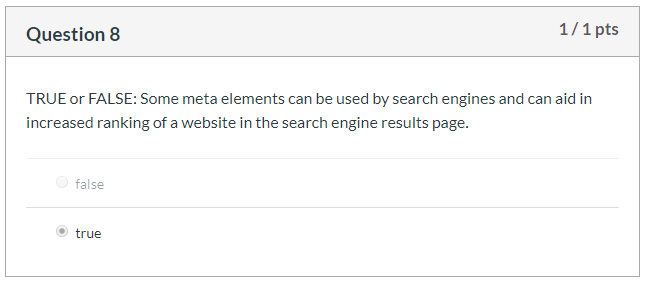 Question 8
1 / 1 pts
TRUE or FALSE: Some meta elements can be used by search engines and can aid in
increased ranking of a website in the search engine results page.
false
true